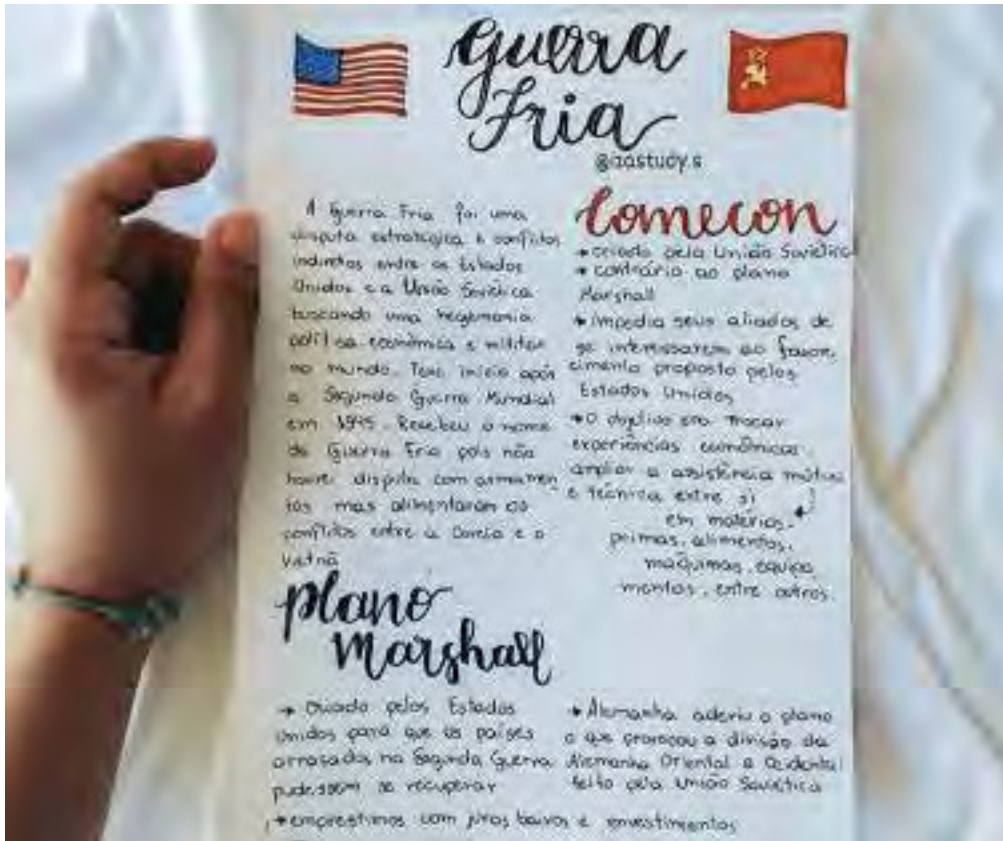 Guerra
Fria
@izastudy.s
A Guerra Fria foi uma
disputa estratégica e conflitos
indiretos entre os Estados
Unidos e a União Soviética
buscando uma hegemonia
política econômica e militar
no mundo. Teve início após
a Segunda Guerra Mundial
em 1945. Recebeu o nome
de Guerra Fria pois não
houve disputa com armamen
tos mas alimentaram os
conflitos entre a Coreia e o
Vietnã
Comecon
→ criado pela União Soviética
→ contrário ao plano
Marshall
→ impedia seus aliados de
se interessarem ao favore
cimento proposto pelos
Estados Unidos
→ O objetivo era trocar
experiências econômicas,
ampliar a assistência mútua
e técnica entre si
em matérias-
primas, alimentos,
máquinas, equipa
mentos, entre outros.
plano
Marshall
→ criado pelos Estados
Unidos para que os países
arrasados na Segunda Guerra
pudessem se recuperar
→ empréstimos com juros baixos e investimentos
→ Alemanha aderiu o plano
o que provocou a divisão da
Alemanha Oriental e Ocidental
feito pela União Soviética